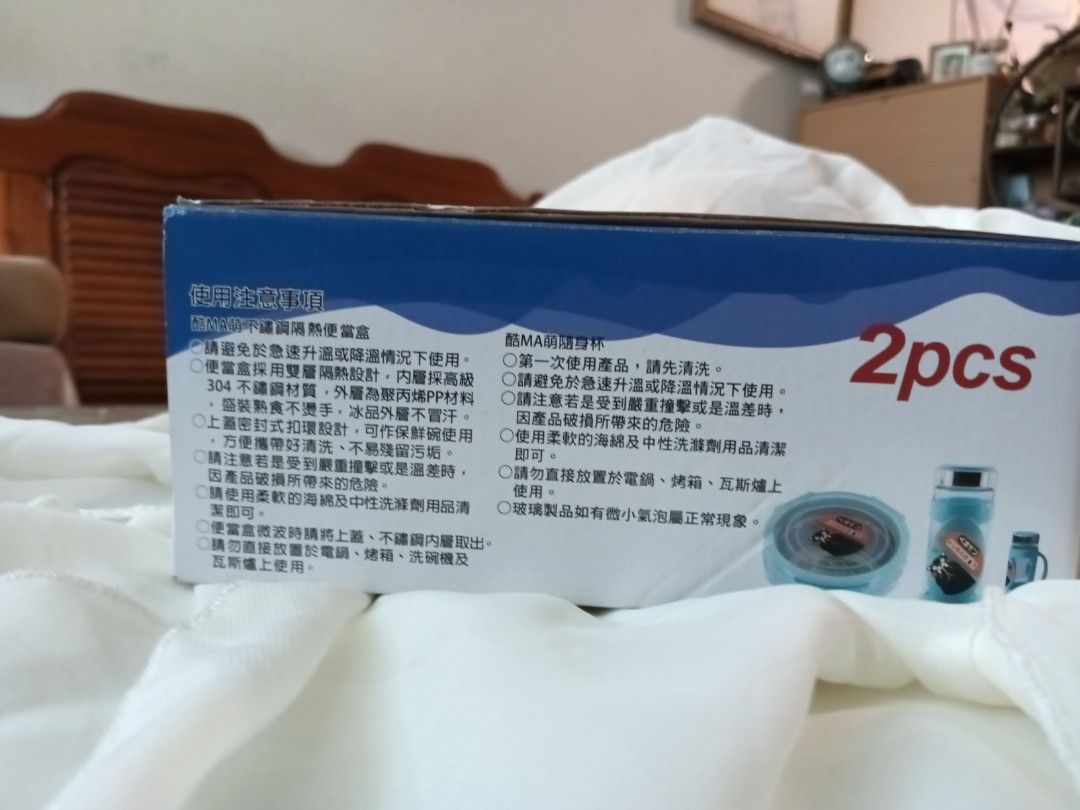 使用注意事項
酷MA萌不鏽鋼隔熱便當盒
○請避免於急速升溫或降溫情況下使用。
○便當盒採用雙層隔熱設計，內層採高級
304 不鏽鋼材質，外層為聚丙烯PP材料
，盛裝熱食不燙手，冰品外層不冒汗。
○上蓋密封式扣環設計，可作保鮮碗使用
，方便攜帶好清洗、不易殘留污垢。
○請注意若是受到嚴重撞擊或是溫差時，
因產品破損所帶來的危險。
○請使用柔軟的海綿及中性洗滌劑用品清
潔即可。
○便當盒微波時請將上蓋、不鏽鋼內層取出。
○請勿直接放置於電鍋、烤箱、洗碗機及
瓦斯爐上使用。
酷MA萌隨身杯
○第一次使用產品，請先清洗。
○請避免於急速升溫或降溫情況下使用。
○請注意若是受到嚴重撞擊或是溫差時，
因產品破損所帶來的危險。
○使用柔軟的海綿及中性洗滌劑用品清潔
即可。
○請勿直接放置於電鍋、烤箱、瓦斯爐上
使用。
○玻璃製品如有微小氣泡屬正常現象。
2pcs